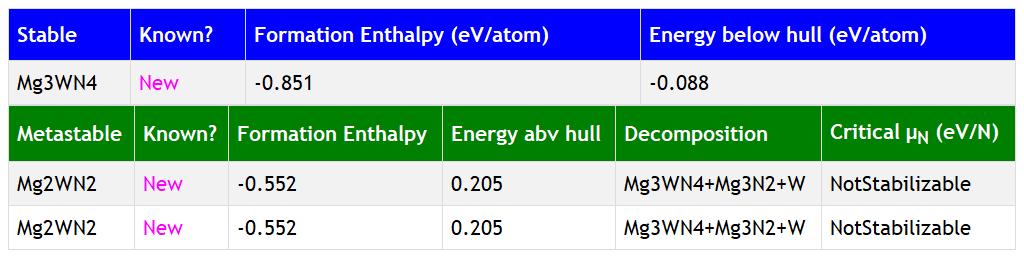 Stable Known? Formation Enthalpy (eV/atom) Energy below hull (eV/atom)
Mg3WN4 New -0.851 -0.088
Metastable Known? Formation Enthalpy Energy abv hull Decomposition Critical μN (eV/N)
Mg2WN2 New -0.552 0.205 Mg3WN4+Mg3N2+W NotStabilizable
Mg2WN2 New -0.552 0.205 Mg3WN4+Mg3N2+W NotStabilizable